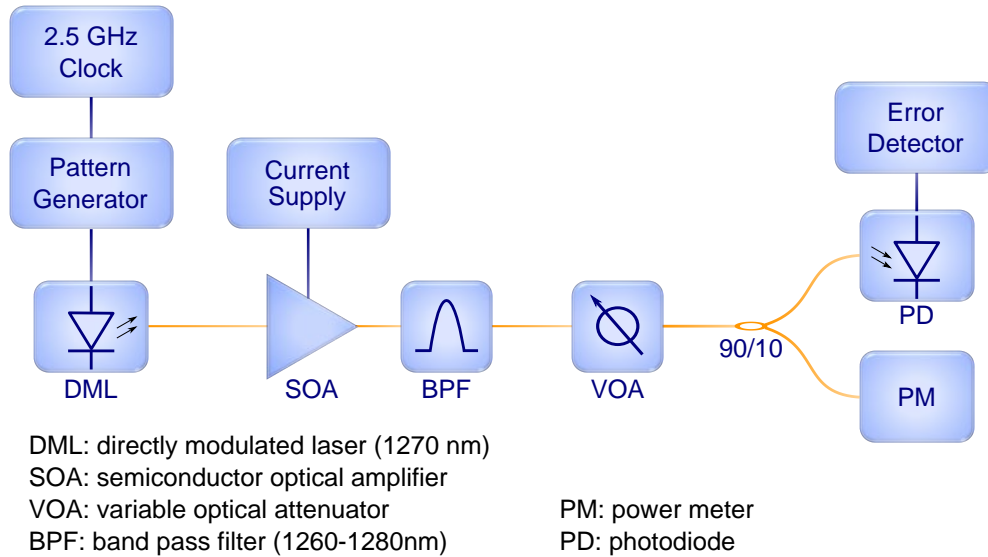 2.5 GHz
Clock
Pattern
Generator
Current
Supply
Error
Detector
DML
SOA
BPF
VOA
90/10
PD
PM
DML: directly modulated laser (1270 nm)
SOA: semiconductor optical amplifier
VOA: variable optical attenuator
BPF: band pass filter (1260-1280nm)
PM: power meter
PD: photodiode